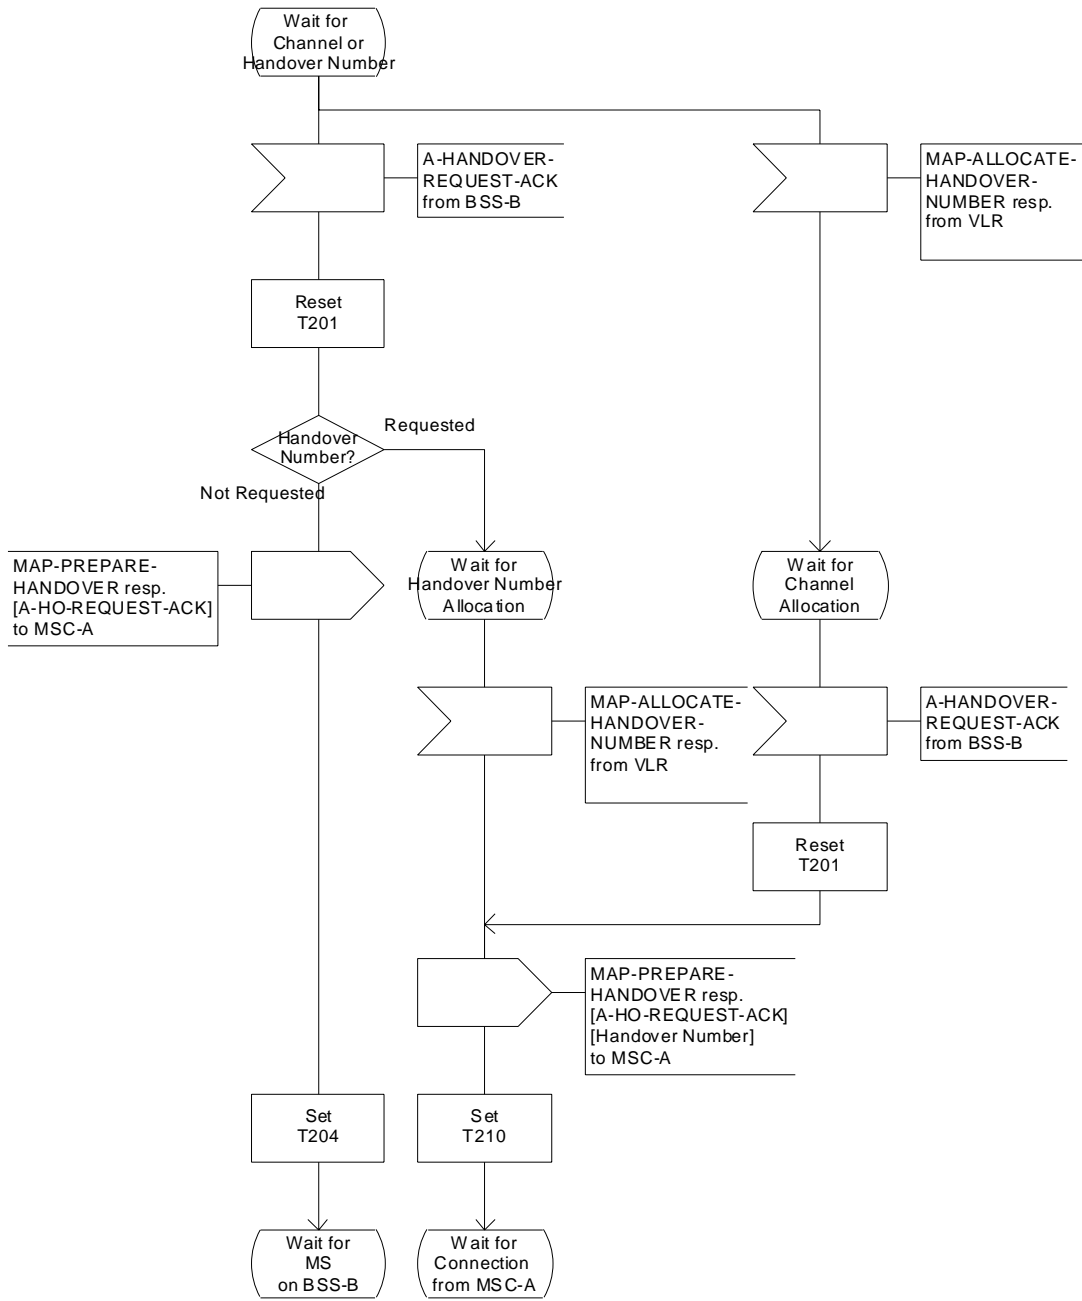 Wait for
Channel or
Handover Number
A-HANDOVER-
REQUEST-ACK
from BSS-B
MAP-ALLOCATE-
HANDOVER-
NUMBER resp.
from VLR
Reset
T201
Handover
Number?
Requested
Not Requested
MAP-PREPARE-
HANDOVER resp.
[A-HO-REQUEST-ACK]
to MSC-A
Wait for
Handover Number
Allocation
Wait for
Channel
Allocation
MAP-ALLOCATE-
HANDOVER-
NUMBER resp.
from VLR
A-HANDOVER-
REQUEST-ACK
from BSS-B
Reset
T201
MAP-PREPARE-
HANDOVER resp.
[A-HO-REQUEST-ACK]
[Handover Number]
to MSC-A
Set
T204
Set
T210
Wait for
MS
on BSS-B
Wait for
Connection
from MSC-A